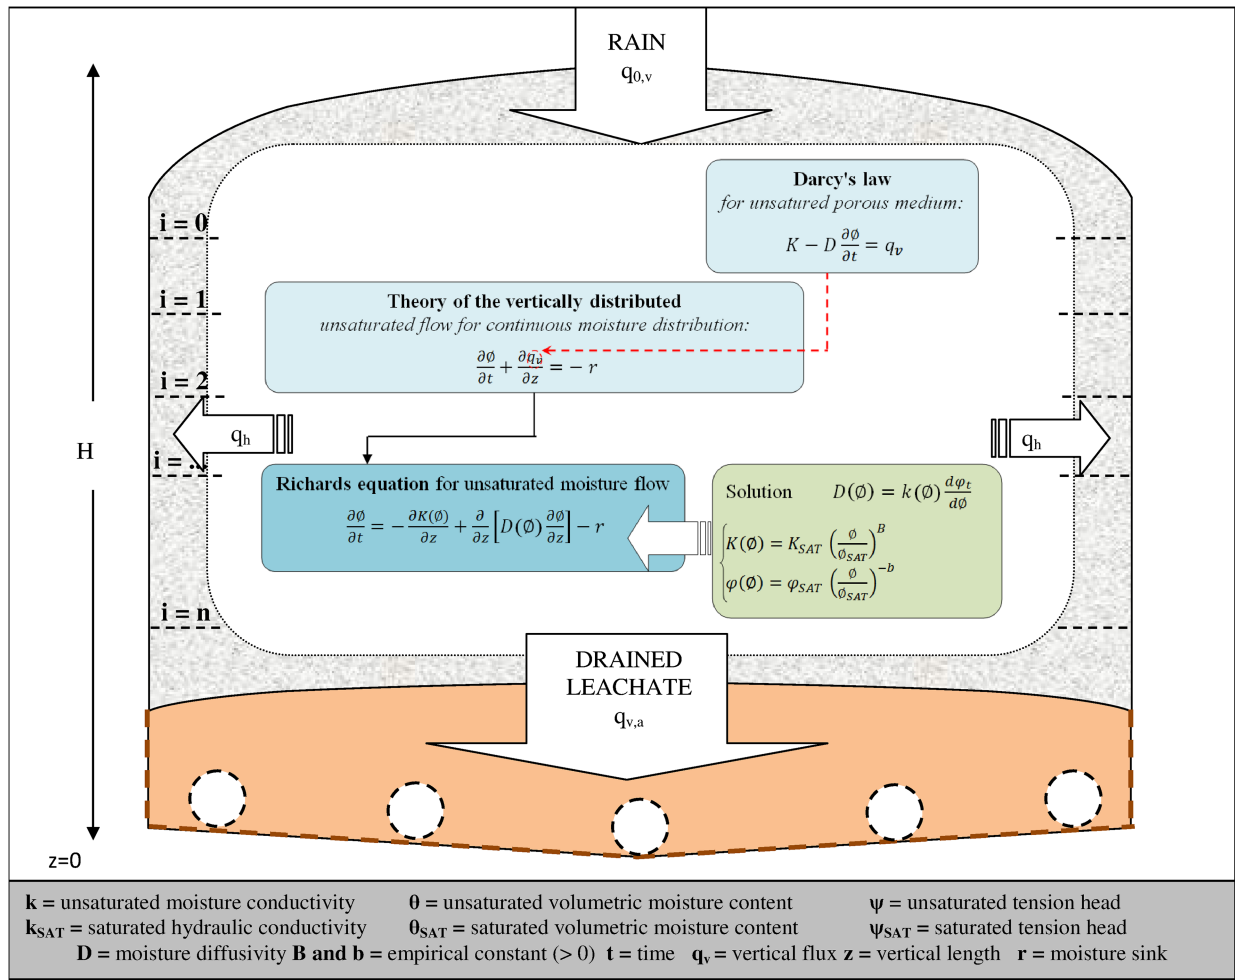 RAIN
q0,v
Darcy's law
for unsatured porous medium:
K − D ∂∅/∂t = qv
i = 0
i = 1
Theory of the vertically distributed
unsaturated flow for continuous moisture distribution:
∂∅/∂t + ∂qv/∂z = − r
i = 2
H
qh
qh
i = ...
Richards equation for unsaturated moisture flow
∂∅/∂t = − ∂K(∅)/∂z + ∂/∂z [D(∅) ∂∅/∂z] − r
Solution D(∅) = k(∅) dφt/d∅
K(∅) = KSAT (∅/∅SAT)^B
φ(∅) = φSAT (∅/∅SAT)^−b
i = n
DRAINED
LEACHATE
qv,a
z=0
k = unsaturated moisture conductivity θ = unsaturated volumetric moisture content ψ = unsaturated tension head
kSAT = saturated hydraulic conductivity θSAT = saturated volumetric moisture content ψSAT = saturated tension head
D = moisture diffusivity B and b = empirical constant (> 0) t = time qv = vertical flux z = vertical length r = moisture sink